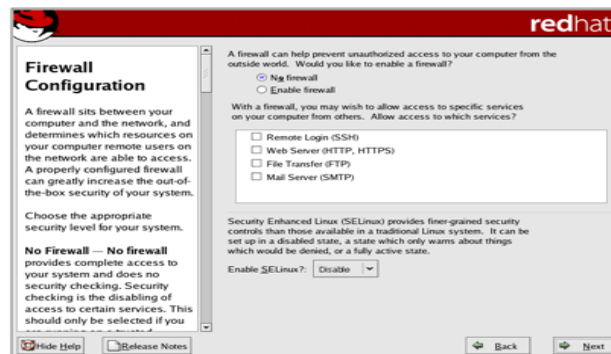 redhat
Firewall
Configuration
A firewall sits between your
computer and the network, and
determines which resources on
your computer remote users on
the network are able to access.
A properly configured firewall
can greatly increase the out-of-
the-box security of your system.
Choose the appropriate
security level for your system.
No Firewall — No firewall
provides complete access to
your system and does no
security checking. Security
checking is the disabling of
access to certain services. This
should only be selected if you
are running on a trusted
A firewall can help prevent unauthorized access to your computer from the
outside world. Would you like to enable a firewall?
No firewall
Enable firewall
With a firewall, you may wish to allow access to specific services
on your computer from others. Allow access to which services?
Remote Login (SSH)
Web Server (HTTP, HTTPS)
File Transfer (FTP)
Mail Server (SMTP)
Security Enhanced Linux (SELinux) provides finer-grained security
controls than those available in a traditional Linux system. It can be
set up in a disabled state, a state which only warns about things
which would be denied, or a fully active state.
Enable SELinux?: Disable
Hide Help
Release Notes
Back
Next